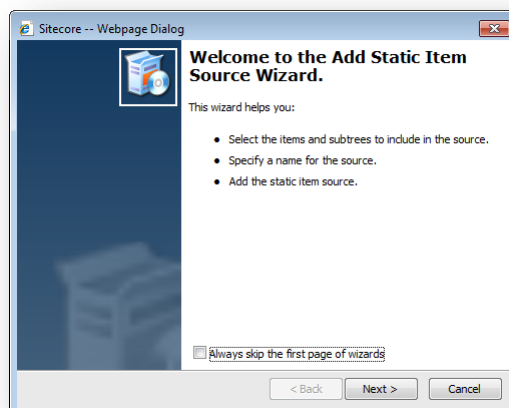 Sitecore -- Webpage Dialog
Welcome to the Add Static Item
Source Wizard.
This wizard helps you:
• Select the items and subtrees to include in the source.
• Specify a name for the source.
• Add the static item source.
Always skip the first page of wizards
< Back Next > Cancel